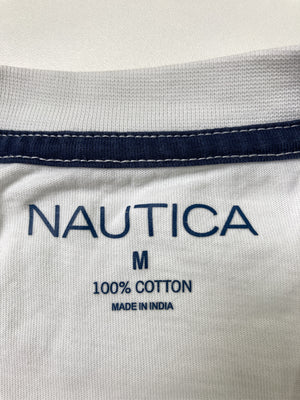 NAUTICA
M
100% COTTON
MADE IN INDIA